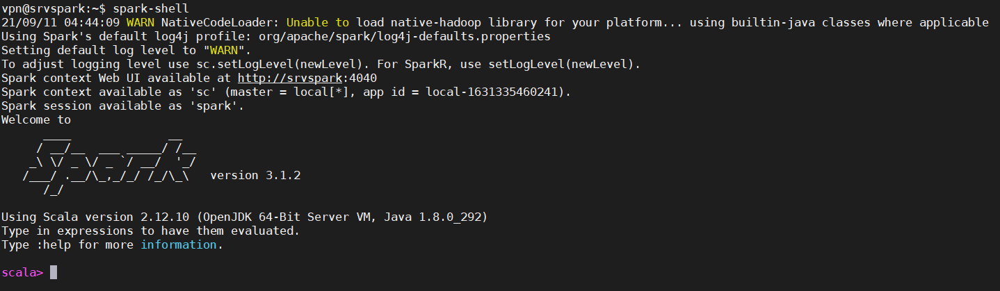 vpn@srvspark:~$ spark-shell
21/09/11 04:44:09 WARN NativeCodeLoader: Unable to load native-hadoop library for your platform... using builtin-java classes where applicable
Using Spark's default log4j profile: org/apache/spark/log4j-defaults.properties
Setting default log level to "WARN".
To adjust logging level use sc.setLogLevel(newLevel). For SparkR, use setLogLevel(newLevel).
Spark context Web UI available at http://srvspark:4040
Spark context available as 'sc' (master = local[*], app id = local-1631335460241).
Spark session available as 'spark'.
Welcome to
      ____              __
     / __/__  ___ _____/ /__
    _\ \/ _ \/ _ `/ __/  '_/
   /___/ .__/\_,_/_/ /_/\_\   version 3.1.2
      /_/
Using Scala version 2.12.10 (OpenJDK 64-Bit Server VM, Java 1.8.0_292)
Type in expressions to have them evaluated.
Type :help for more information.
scala>